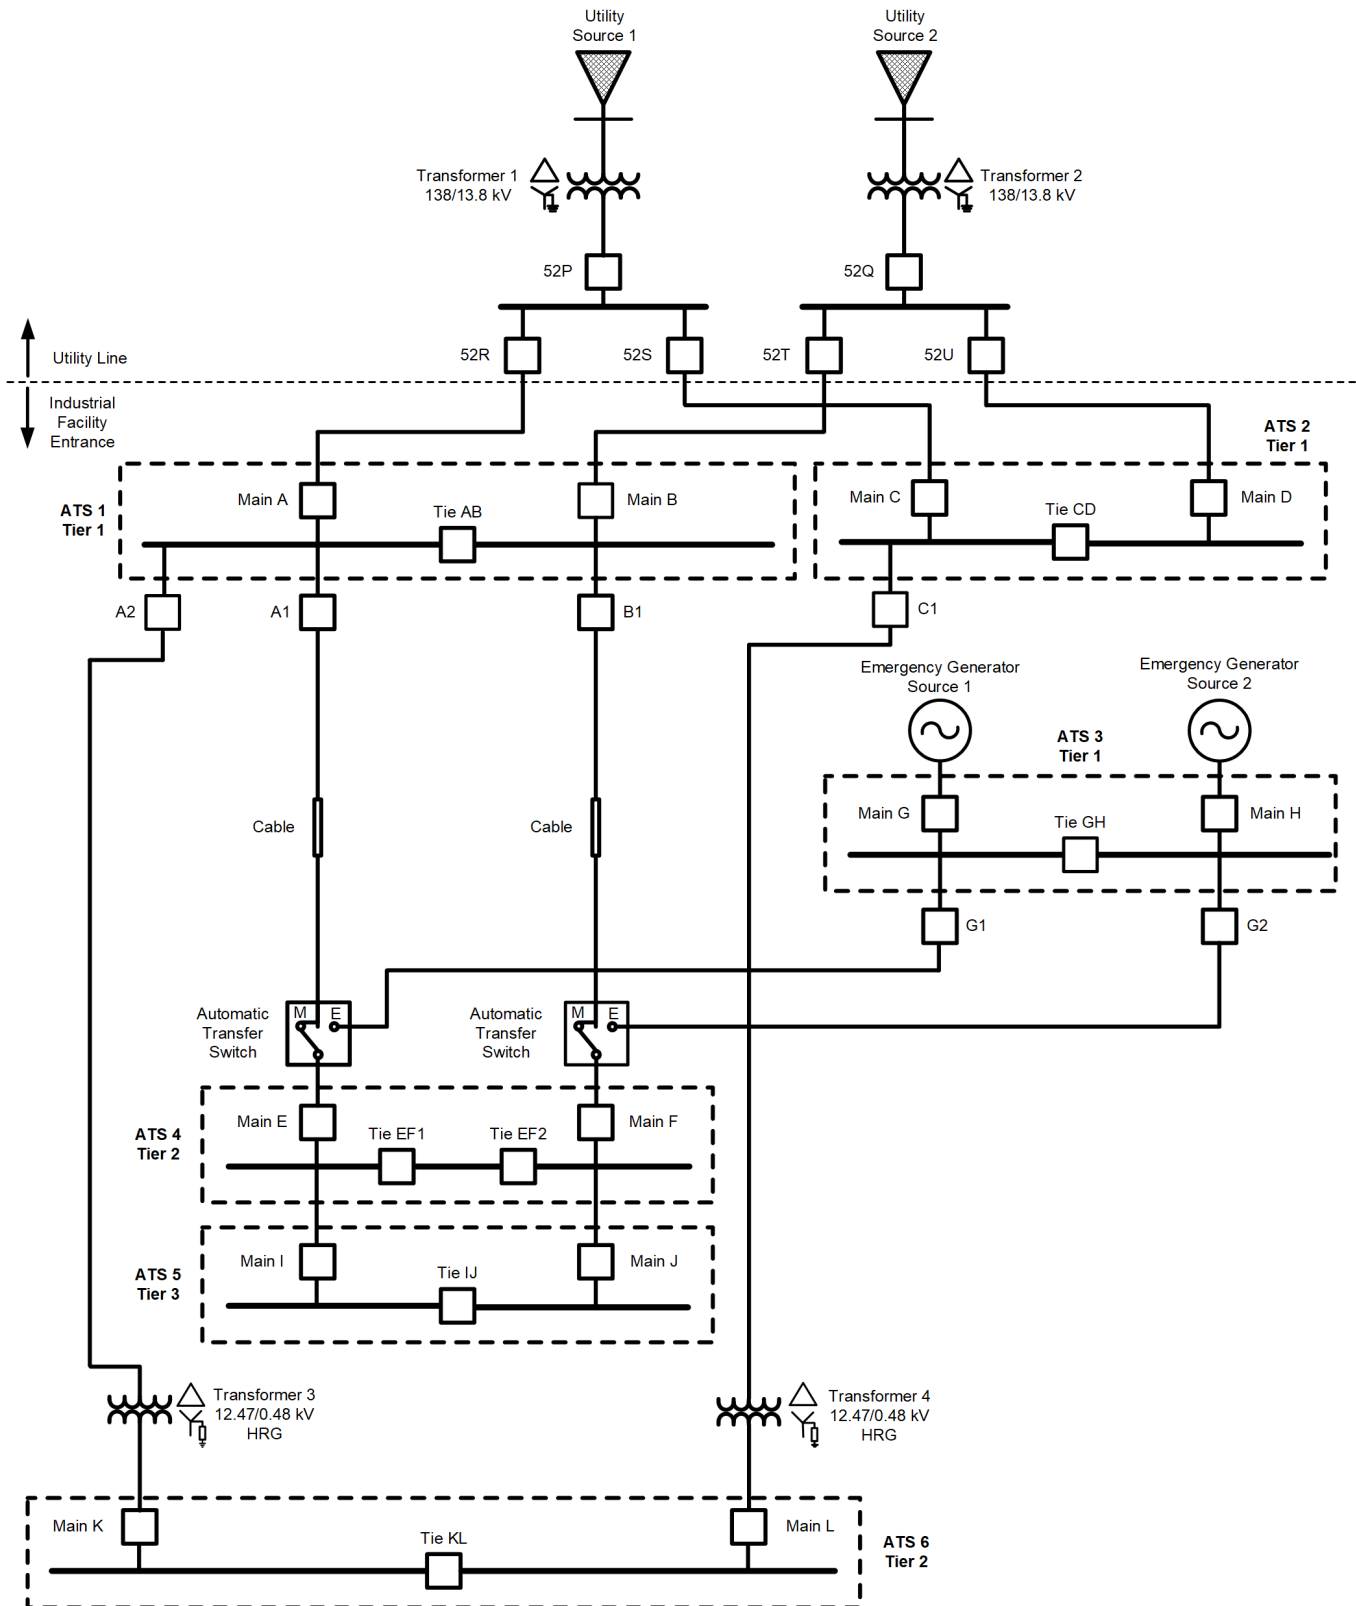 Utility
Source 1
Utility
Source 2
Transformer 1
138/13.8 kV
Transformer 2
138/13.8 kV
52P
52Q
52R
52S
52T
52U
Utility Line
Industrial
Facility
Entrance
ATS 2
Tier 1
ATS 1
Tier 1
Main A
Tie AB
Main B
Main C
Tie CD
Main D
A2
A1
B1
C1
Emergency Generator
Source 1
Emergency Generator
Source 2
ATS 3
Tier 1
Main G
Tie GH
Main H
Cable
Cable
G1
G2
Automatic
Transfer
Switch
M E
Automatic
Transfer
Switch
M E
ATS 4
Tier 2
Main E
Tie EF1
Tie EF2
Main F
ATS 5
Tier 3
Main I
Tie IJ
Main J
Transformer 3
12.47/0.48 kV
HRG
Transformer 4
12.47/0.48 kV
HRG
Main K
Tie KL
Main L
ATS 6
Tier 2